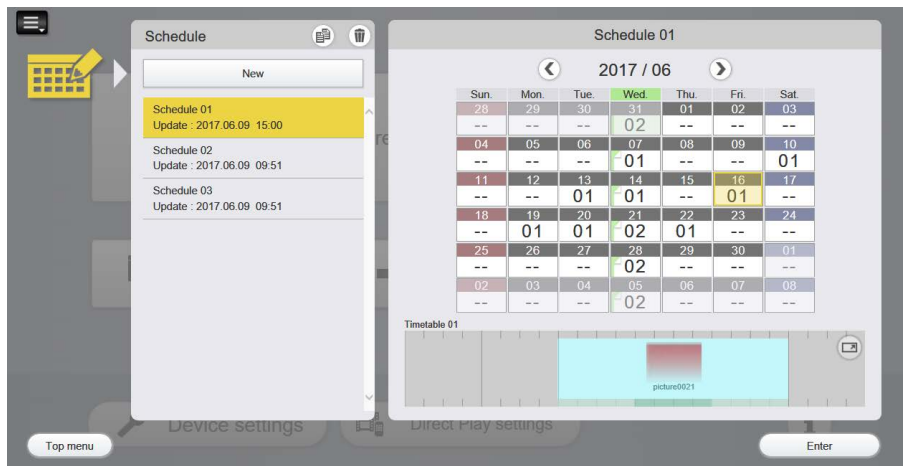 Schedule
New
Schedule 01
Update : 2017.06.09 15:00
Schedule 02
Update : 2017.06.09 09:51
Schedule 03
Update : 2017.06.09 09:51
Schedule 01
2017 / 06
Sun. Mon. Tue. Wed. Thu. Fri. Sat.
28 29 30 31 01 02 03
-- -- -- 02 -- -- --
04 05 06 07 08 09 10
-- -- -- 01 -- -- 01
11 12 13 14 15 16 17
-- -- 01 01 -- 01 --
18 19 20 21 22 23 24
-- 01 01 02 01 -- --
25 26 27 28 29 30 01
-- -- -- 02 -- -- --
02 03 04 05 06 07 08
-- -- -- 02 -- -- --
Timetable 01
picture0021
Device settings
Direct Play settings
Top menu
Enter